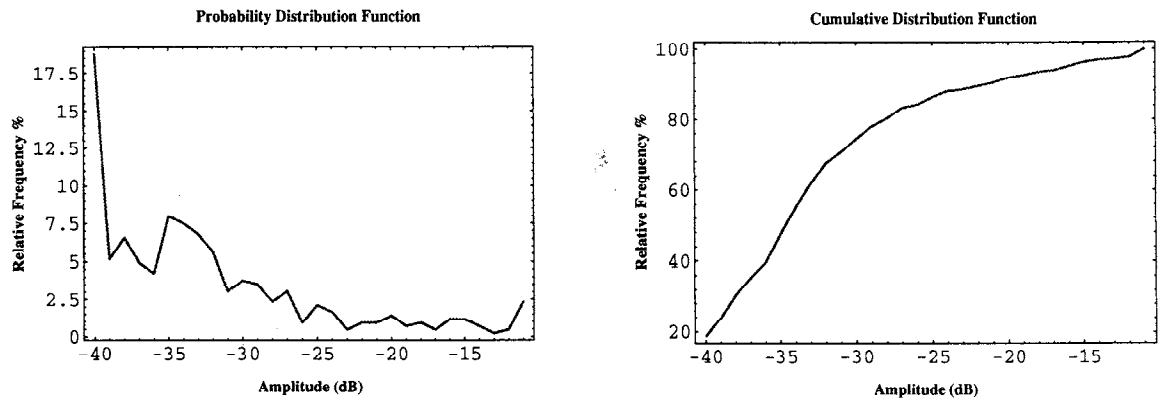 Probability Distribution Function
Relative Frequency %
17.5
15
12.5
10
7.5
5
2.5
0
-40 -35 -30 -25 -20 -15
Amplitude (dB)
Cumulative Distribution Function
Relative Frequency %
100
80
60
40
20
-40 -35 -30 -25 -20 -15
Amplitude (dB)